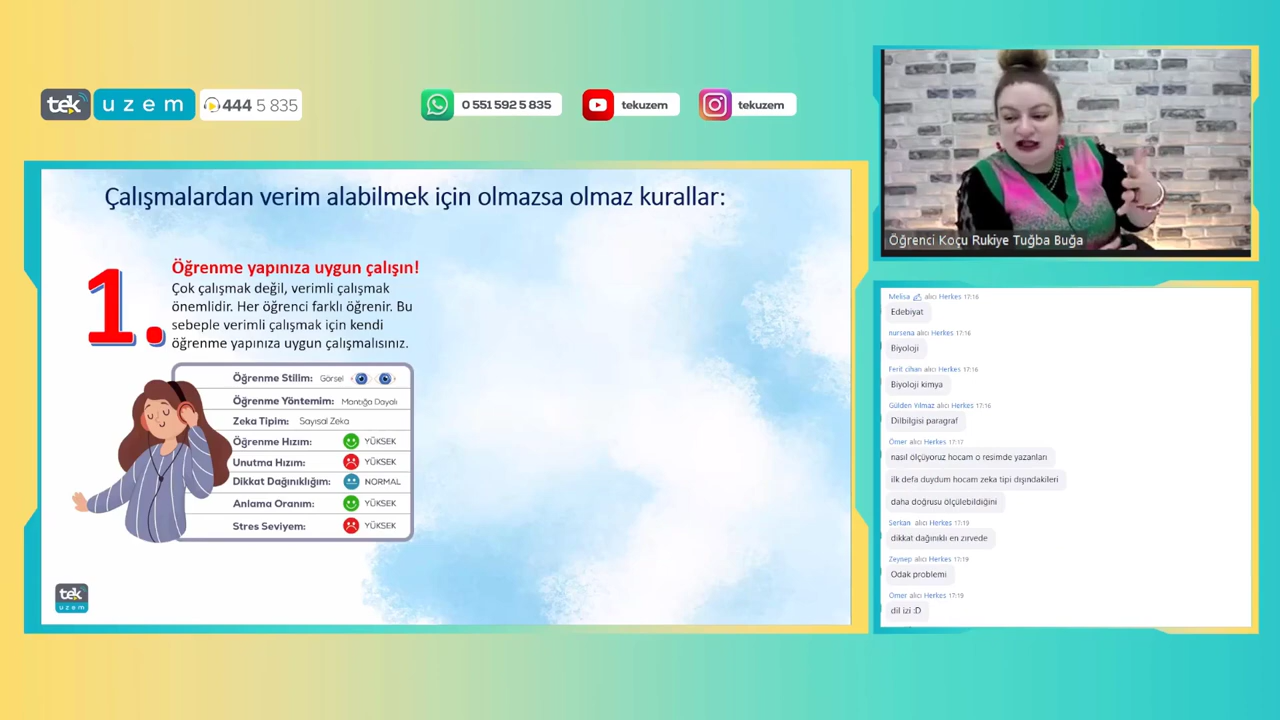 tek uzem 444 5 835
0 551 592 5 835
tekuzem
tekuzem
Çalışmalardan verim alabilmek için olmazsa olmaz kurallar:
1.
Öğrenme yapınıza uygun çalışın!
Çok çalışmak değil, verimli çalışmak
önemlidir. Her öğrenci farklı öğrenir. Bu
sebeple verimli çalışmak için kendi
öğrenme yapınıza uygun çalışmalısınız.
Öğrenme Stilim: Görsel
Öğrenme Yöntemim: Mantığa Dayalı
Zeka Tipim: Sayısal Zeka
Öğrenme Hızım: YÜKSEK
Unutma Hızım: YÜKSEK
Dikkat Dağınıklığım: NORMAL
Anlama Oranım: YÜKSEK
Stres Seviyem: YÜKSEK
tek
uzem
Öğrenci Koçu Rukiye Tuğba Buğa
Melisa alıcı Herkes 17:16
Edebiyat
nursena alıcı Herkes 17:16
Biyoloji
Ferit cihan alıcı Herkes 17:16
Biyoloji kimya
Gülden Yılmaz alıcı Herkes 17:16
Dilbilgisi paragraf
Ömer alıcı Herkes 17:17
nasıl ölçüyoruz hocam o resimde yazanları
ilk defa duydum hocam zeka tipi dışındakileri
daha doğrusu ölçülebildiğini
Serkan alıcı Herkes 17:19
dikkat dağınıklı en zırvede
Zeynep alıcı Herkes 17:19
Odak problemi
Ömer alıcı Herkes 17:19
dil izi :D